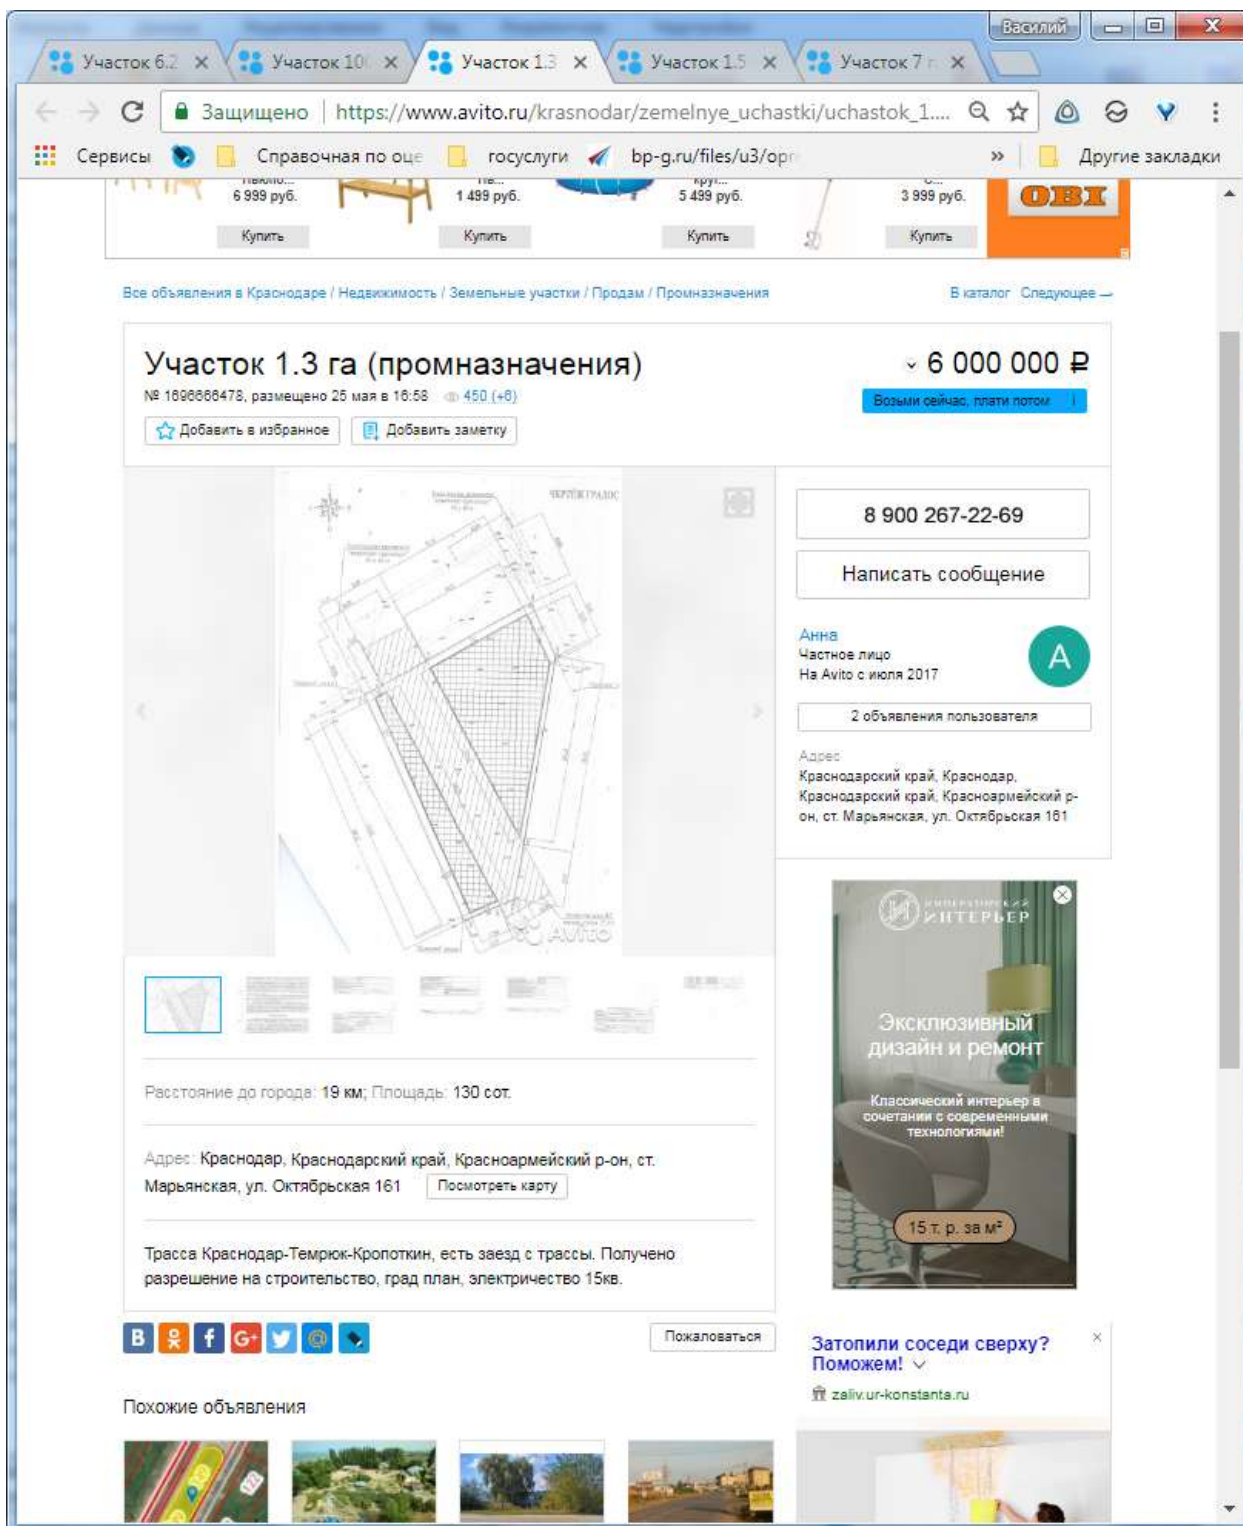 Василий
Участок 6.2
Участок 10
Участок 1.3
Участок 1.5
Участок 7 г
Защищено | https://www.avito.ru/krasnodar/zemelnye_uchastki/uchastok_1....
Сервисы
Справочная по оце
госуслуги
bp-g.ru/files/u3/opr
»
Другие закладки
6 999 руб.
1 499 руб.
Круг...
5 499 руб.
3 999 руб.
OBI
Купить
Купить
Купить
Купить
Все объявления в Краснодаре / Недвижимость / Земельные участки / Продам / Промназначения
В каталог Следующее →
Участок 1.3 га (промназначения)
6 000 000 ₽
№ 1696666478, размещено 25 мая в 16:58 450 (+6)
Возьми сейчас, плати потом i
Добавить в избранное
Добавить заметку
ЧЕРТЁЖ ГРАДОС
8 900 267-22-69
Написать сообщение
Анна
Частное лицо
На Avito с июля 2017
А
2 объявления пользователя
Адрес
Краснодарский край, Краснодар,
Краснодарский край, Красноармейский р-
он, ст. Марьянская, ул. Октябрьская 161
Avito
ИМПЕРАТОРСКИЙ
ИНТЕРЬЕР
Эксклюзивный
дизайн и ремонт
Классический интерьер в
сочетании с современными
технологиями!
15 т. р. за м²
Расстояние до города: 19 км; Площадь: 130 сот.
Адрес: Краснодар, Краснодарский край, Красноармейский р-он, ст.
Марьянская, ул. Октябрьская 161
Посмотреть карту
Трасса Краснодар-Темрюк-Кропоткин, есть заезд с трассы. Получено
разрешение на строительство, град план, электричество 15кв.
Пожаловаться
Затопили соседи сверху?
Поможем!
zaliv.ur-konstanta.ru
Похожие объявления